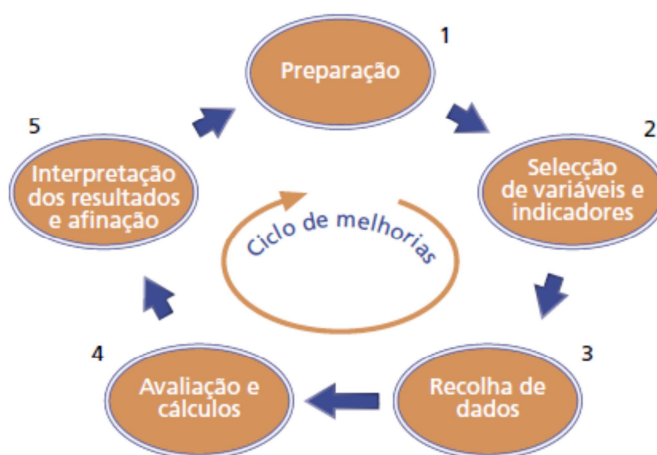 1
Preparação
2
Selecção
de variáveis e
indicadores
3
Recolha de
dados
4
Avaliação e
cálculos
5
Interpretação
dos resultados
e afinação
Ciclo de melhorias